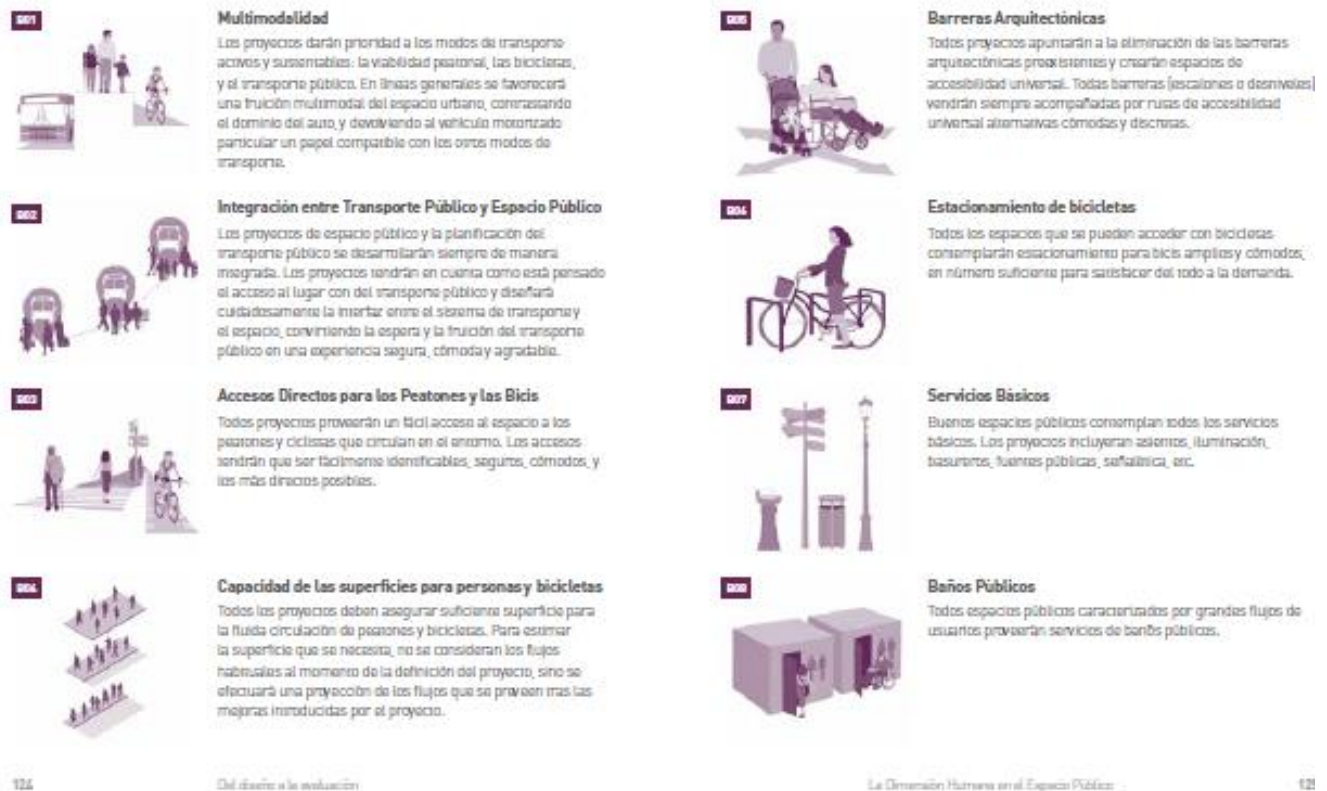 001
Multimodalidad
Los proyectos darán prioridad a los modos de transporte
activos y sustentables: la viabilidad peatonal, las bicicletas,
y el transporte público. En líneas generales se favorecerá
una fruición multimodal del espacio urbano, contrastando
el dominio del auto, y devolviendo al vehículo motorizado
particular un papel compatible con los otros modos de
transporte.
002
Integración entre Transporte Público y Espacio Público
Los proyectos de espacio público y la planificación del
transporte público se desarrollarán siempre de manera
integrada. Los proyectos tendrán en cuenta como está pensado
el acceso al lugar con del transporte público y diseñará
cuidadosamente la interfaz entre el sistema de transporte y
el espacio, conviniendo la espera y la fruición del transporte
público en una experiencia segura, cómoda y agradable.
003
Accesos Directos para los Peatones y las Bicis
Todos proyectos proveerán un fácil acceso al espacio a los
peatones y ciclistas que circulan en el entorno. Los accesos
tendrán que ser fácilmente identificables, seguros, cómodos, y
los más directos posibles.
004
Capacidad de las superficies para personas y bicicletas
Todos los proyectos deben asegurar suficiente superficie para
la fluida circulación de peatones y bicicletas. Para estimar
la superficie que se necesita, no se consideran los flujos
habituales al momento de la definición del proyecto, sino se
efectuará una proyección de los flujos que se preveen tras las
mejoras introducidas por el proyecto.
124
Del diseño a la evaluación
005
Barreras Arquitectónicas
Todos proyectos apuntarán a la eliminación de las barreras
arquitectónicas preexistentes y crearán espacios de
accesibilidad universal. Todas barreras (escalones o desniveles)
vendrán siempre acompañadas por rutas de accesibilidad
universal alternativas cómodas y discretas.
006
Estacionamiento de bicicletas
Todos los espacios que se pueden acceder con bicicletas
contemplarán estacionamiento para bicis amplios y cómodos,
en número suficiente para satisfacer del todo a la demanda.
007
Servicios Básicos
Buenos espacios públicos contemplan todos los servicios
básicos. Los proyectos incluyeran asientos, iluminación,
basureros, fuentes públicas, señalética, etc.
008
Baños Públicos
Todos espacios públicos caracterizados por grandes flujos de
usuarios proveerán servicios de banõs públicos.
La Dimensión Humana en el Espacio Público
125